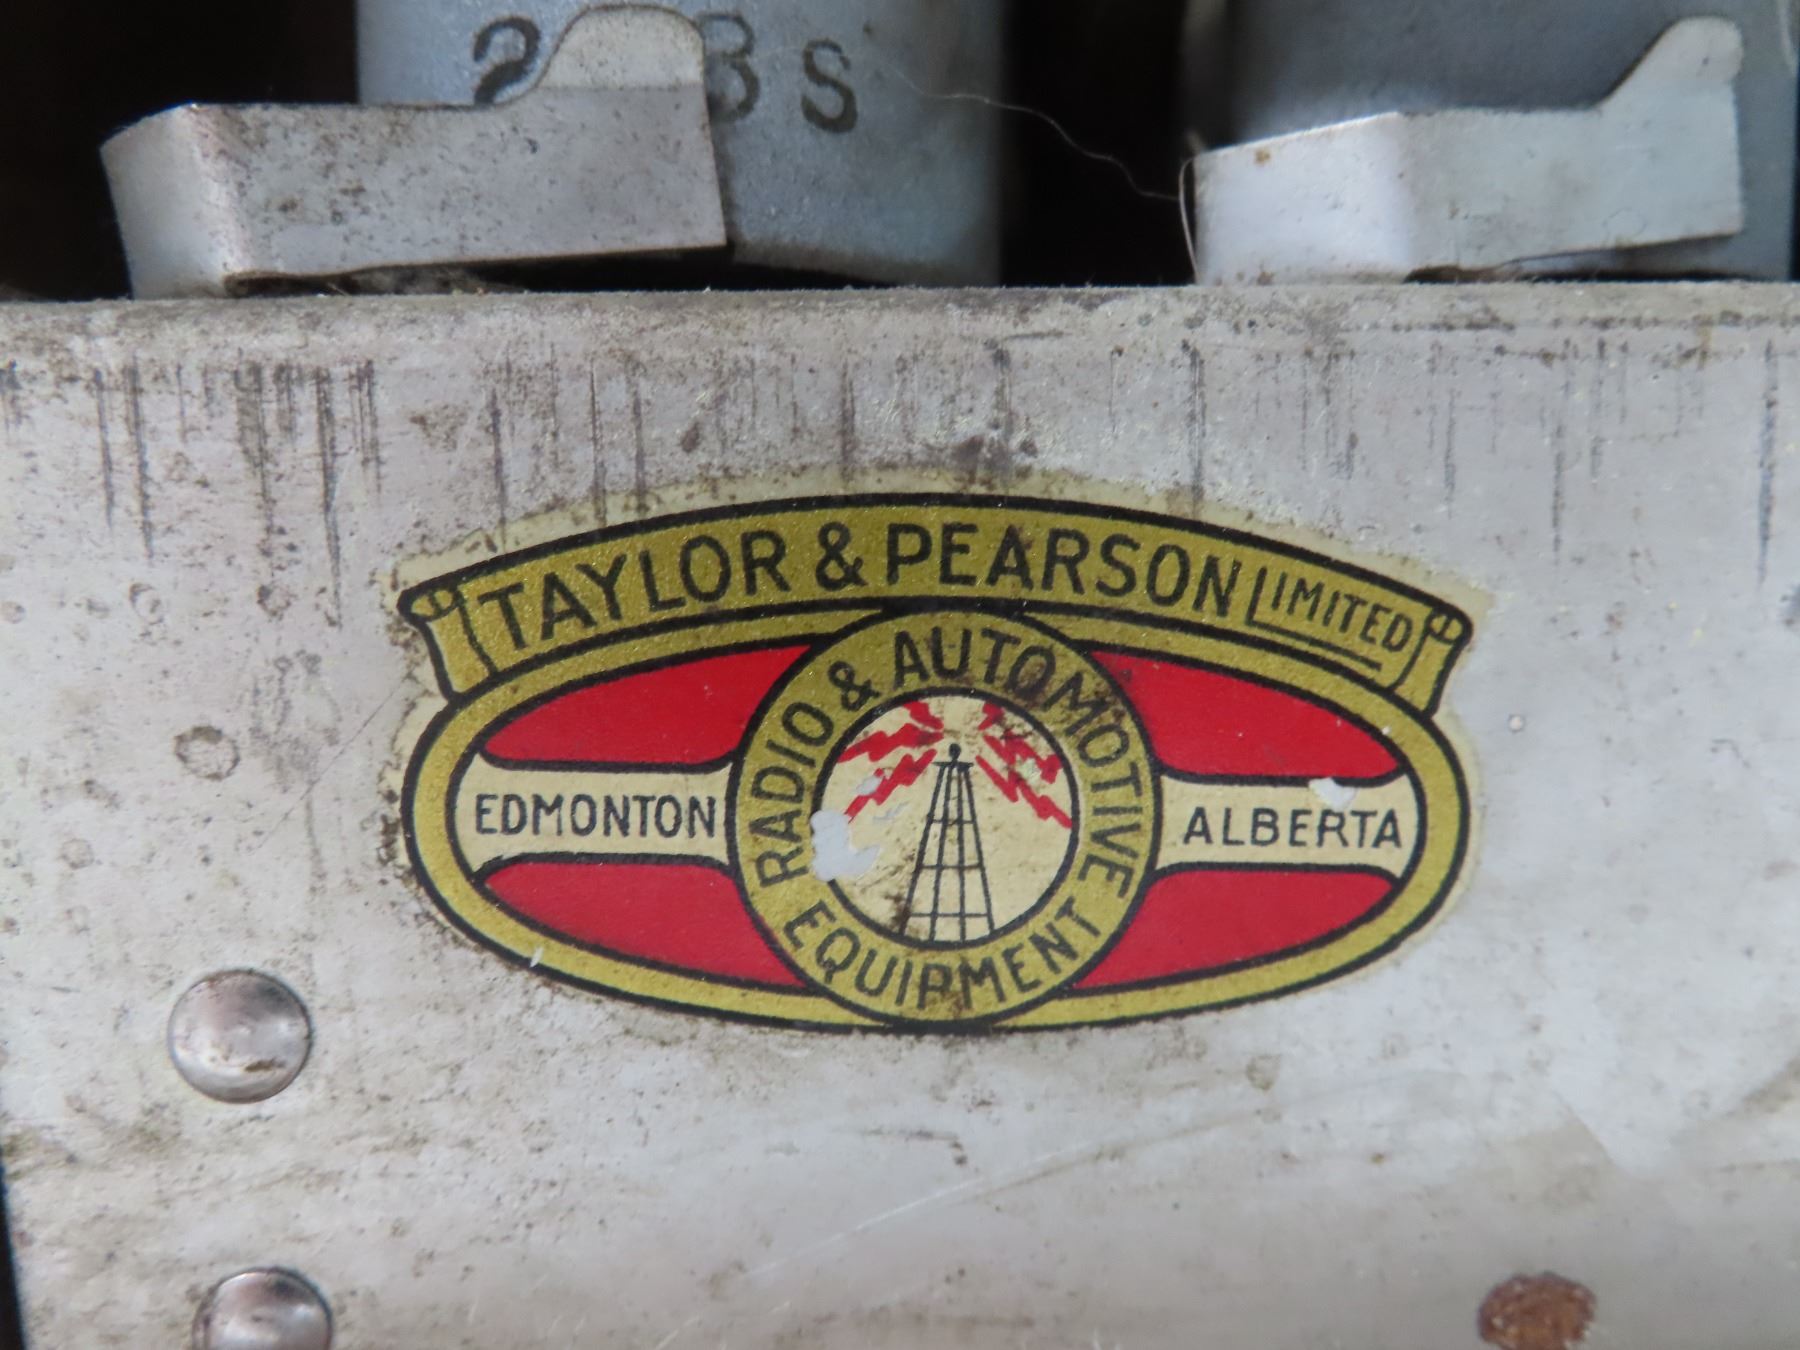 TAYLOR & PEARSON LIMITED
RADIO & AUTOMOTIVE
EQUIPMENT
EDMONTON
ALBERTA